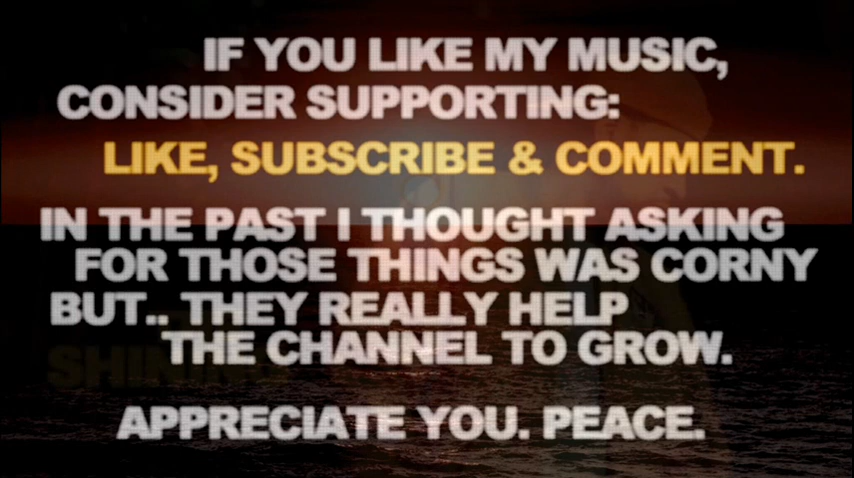 IF YOU LIKE MY MUSIC,
CONSIDER SUPPORTING:
LIKE, SUBSCRIBE & COMMENT.
IN THE PAST I THOUGHT ASKING
FOR THOSE THINGS WAS CORNY
BUT.. THEY REALLY HELP
THE CHANNEL TO GROW.
SHINING
APPRECIATE YOU. PEACE.